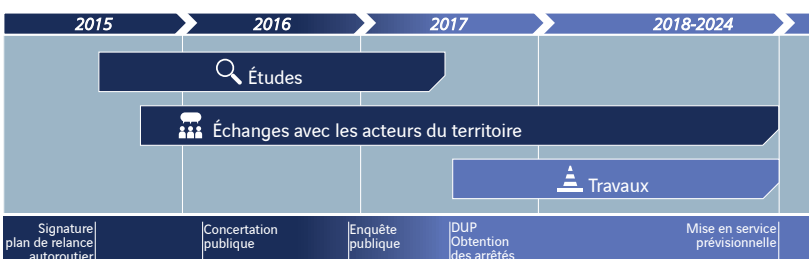 2015 2016 2017 2018-2024
Études
Échanges avec les acteurs du territoire
Travaux
Signature
plan de relance
autoroutier
Concertation
publique
Enquête
publique
DUP
Obtention
des arrêtés
Mise en service
prévisionnelle